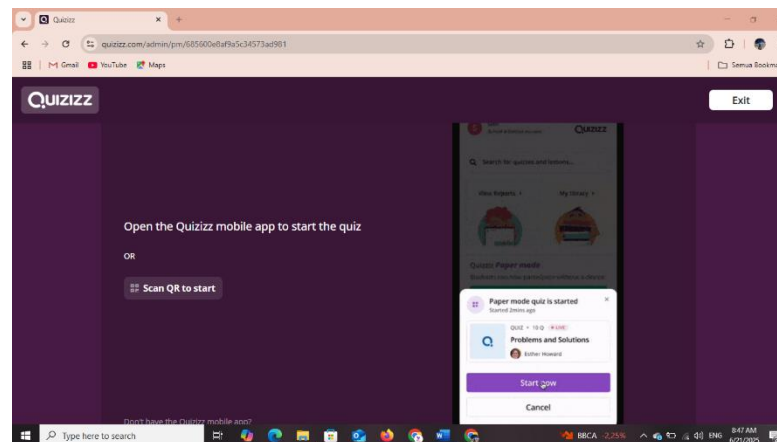 Quizizz
quizizz.com/admin/pm/685600e8af9a5c34573ad981
Gmail
YouTube
Maps
Semua Bookma
QUIZIZZ
Exit
QUIZIZZ
Search for quizzes and lessons...
My library
Open the Quizizz mobile app to start the quiz
OR
Scan QR to start
Quizizz Paper mode
Paper mode quiz is started
Started 2mins ago
QUIZ • 10 Q • LIVE
Problems and Solutions
Esther Howard
Start now
Cancel
Don't have the Quizizz mobile app?
Type here to search
BBCA -2,25%
ENG
8:47 AM
6/21/2025